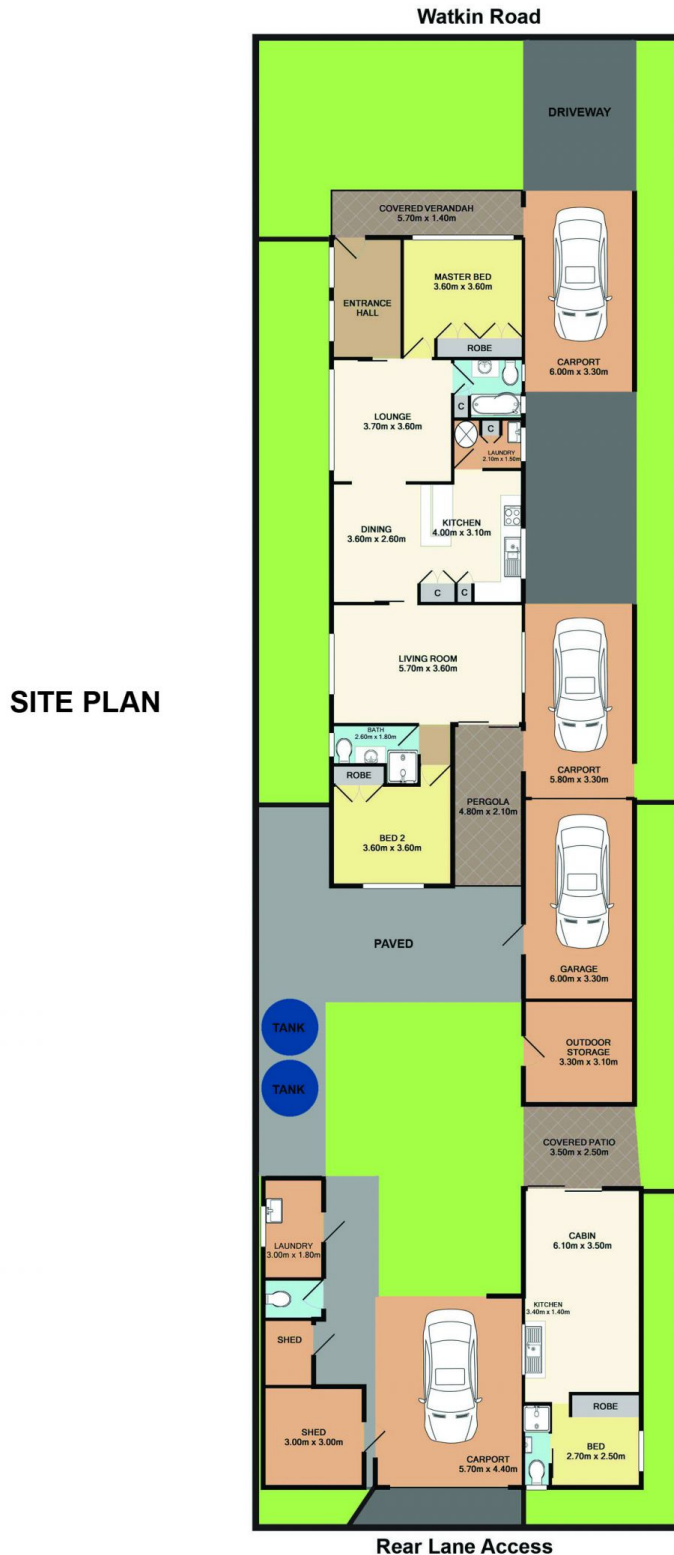 Watkin Road
DRIVEWAY
COVERED VERANDAH
5.70m x 1.40m
MASTER BED
3.60m x 3.60m
ENTRANCE
HALL
ROBE
CARPORT
6.00m x 3.30m
LOUNGE
3.70m x 3.60m
C
C
LAUNDRY
2.10m x 1.50m
DINING
3.60m x 2.60m
KITCHEN
4.00m x 3.10m
C
C
LIVING ROOM
5.70m x 3.60m
SITE PLAN
BATH
2.60m x 1.80m
ROBE
CARPORT
5.80m x 3.30m
PERGOLA
4.80m x 2.10m
BED 2
3.60m x 3.60m
PAVED
GARAGE
6.00m x 3.30m
TANK
OUTDOOR
STORAGE
3.30m x 3.10m
TANK
COVERED PATIO
3.50m x 2.50m
LAUNDRY
3.00m x 1.80m
CABIN
6.10m x 3.50m
KITCHEN
3.40m x 1.40m
SHED
ROBE
SHED
3.00m x 3.00m
CARPORT
5.70m x 4.40m
BED
2.70m x 2.50m
Rear Lane Access